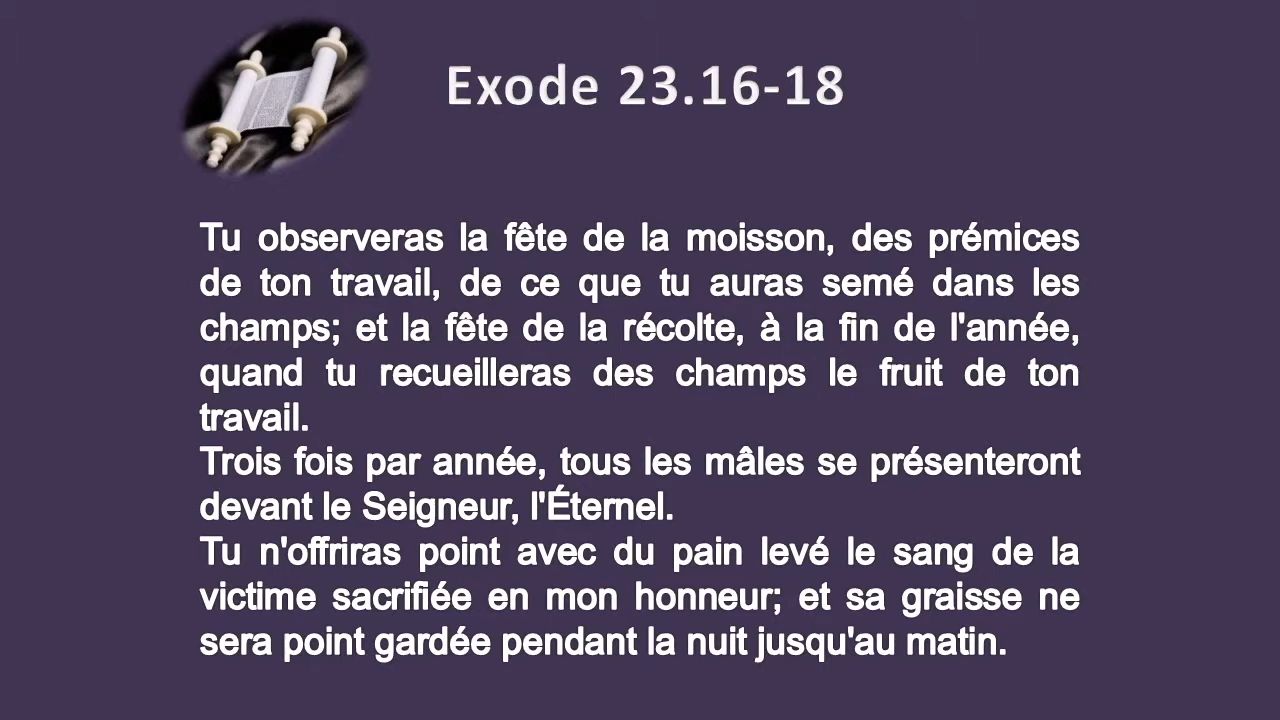 Exode 23.16-18
Tu observeras la fête de la moisson, des prémices
de ton travail, de ce que tu auras semé dans les
champs; et la fête de la récolte, à la fin de l'année,
quand tu recueilleras des champs le fruit de ton
travail.
Trois fois par année, tous les mâles se présenteront
devant le Seigneur, l'Éternel.
Tu n'offriras point avec du pain levé le sang de la
victime sacrifiée en mon honneur; et sa graisse ne
sera point gardée pendant la nuit jusqu'au matin.